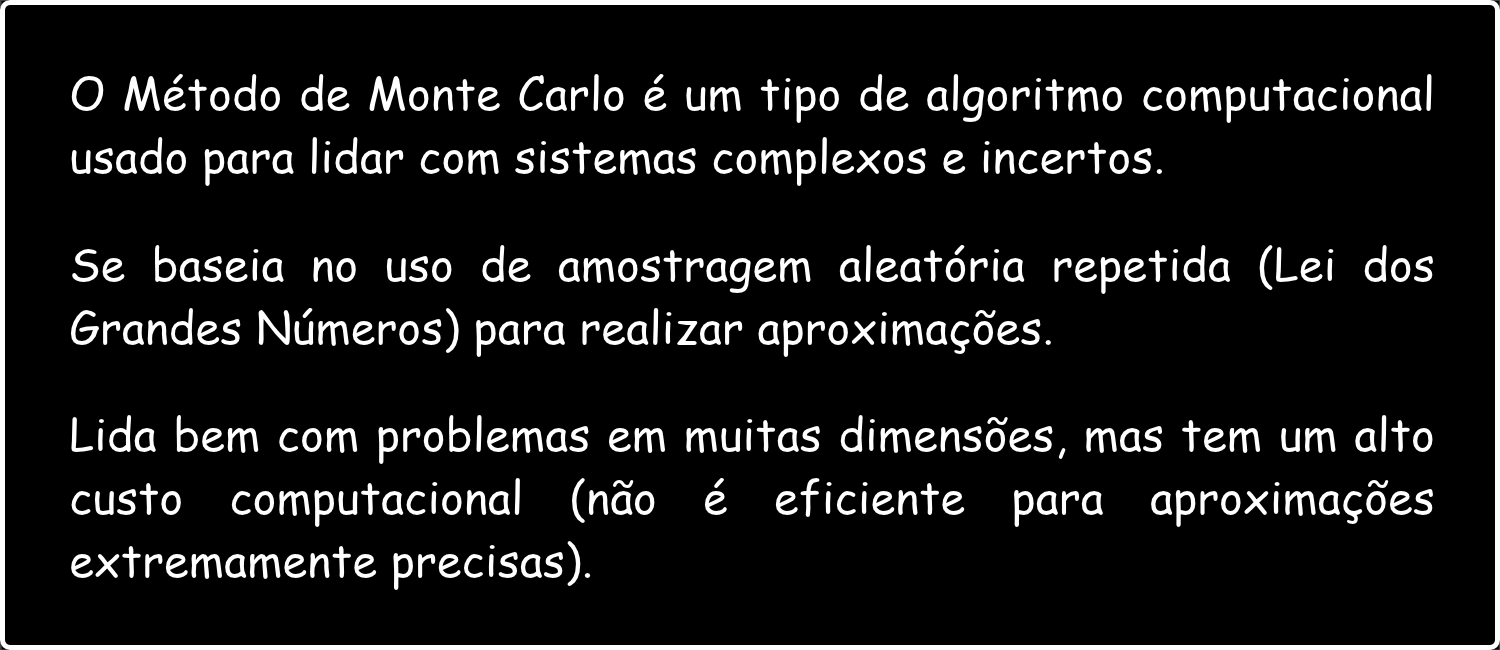 O Método de Monte Carlo é um tipo de algoritmo computacional
usado para lidar com sistemas complexos e incertos.
Se baseia no uso de amostragem aleatória repetida (Lei dos
Grandes Números) para realizar aproximações.
Lida bem com problemas em muitas dimensões, mas tem um alto
custo computacional (não é eficiente para aproximações
extremamente precisas).